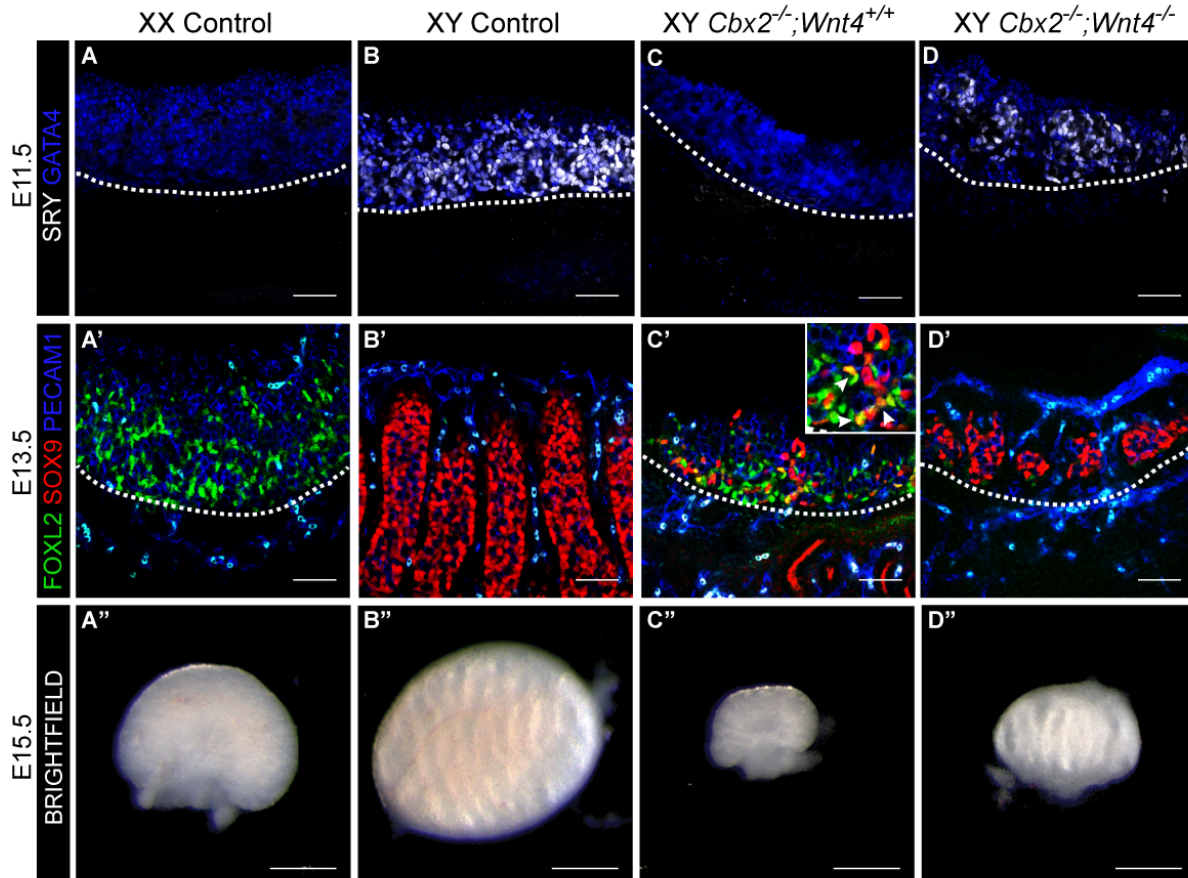 XX Control
XY Control
XY Cbx2-/-;Wnt4+/+
XY Cbx2-/-;Wnt4-/-
E11.5
SRY GATA4
A
B
C
D
E13.5
FOXL2 SOX9 PECAM1
A'
B'
C'
D'
E15.5
BRIGHTFIELD
A"
B"
C"
D"